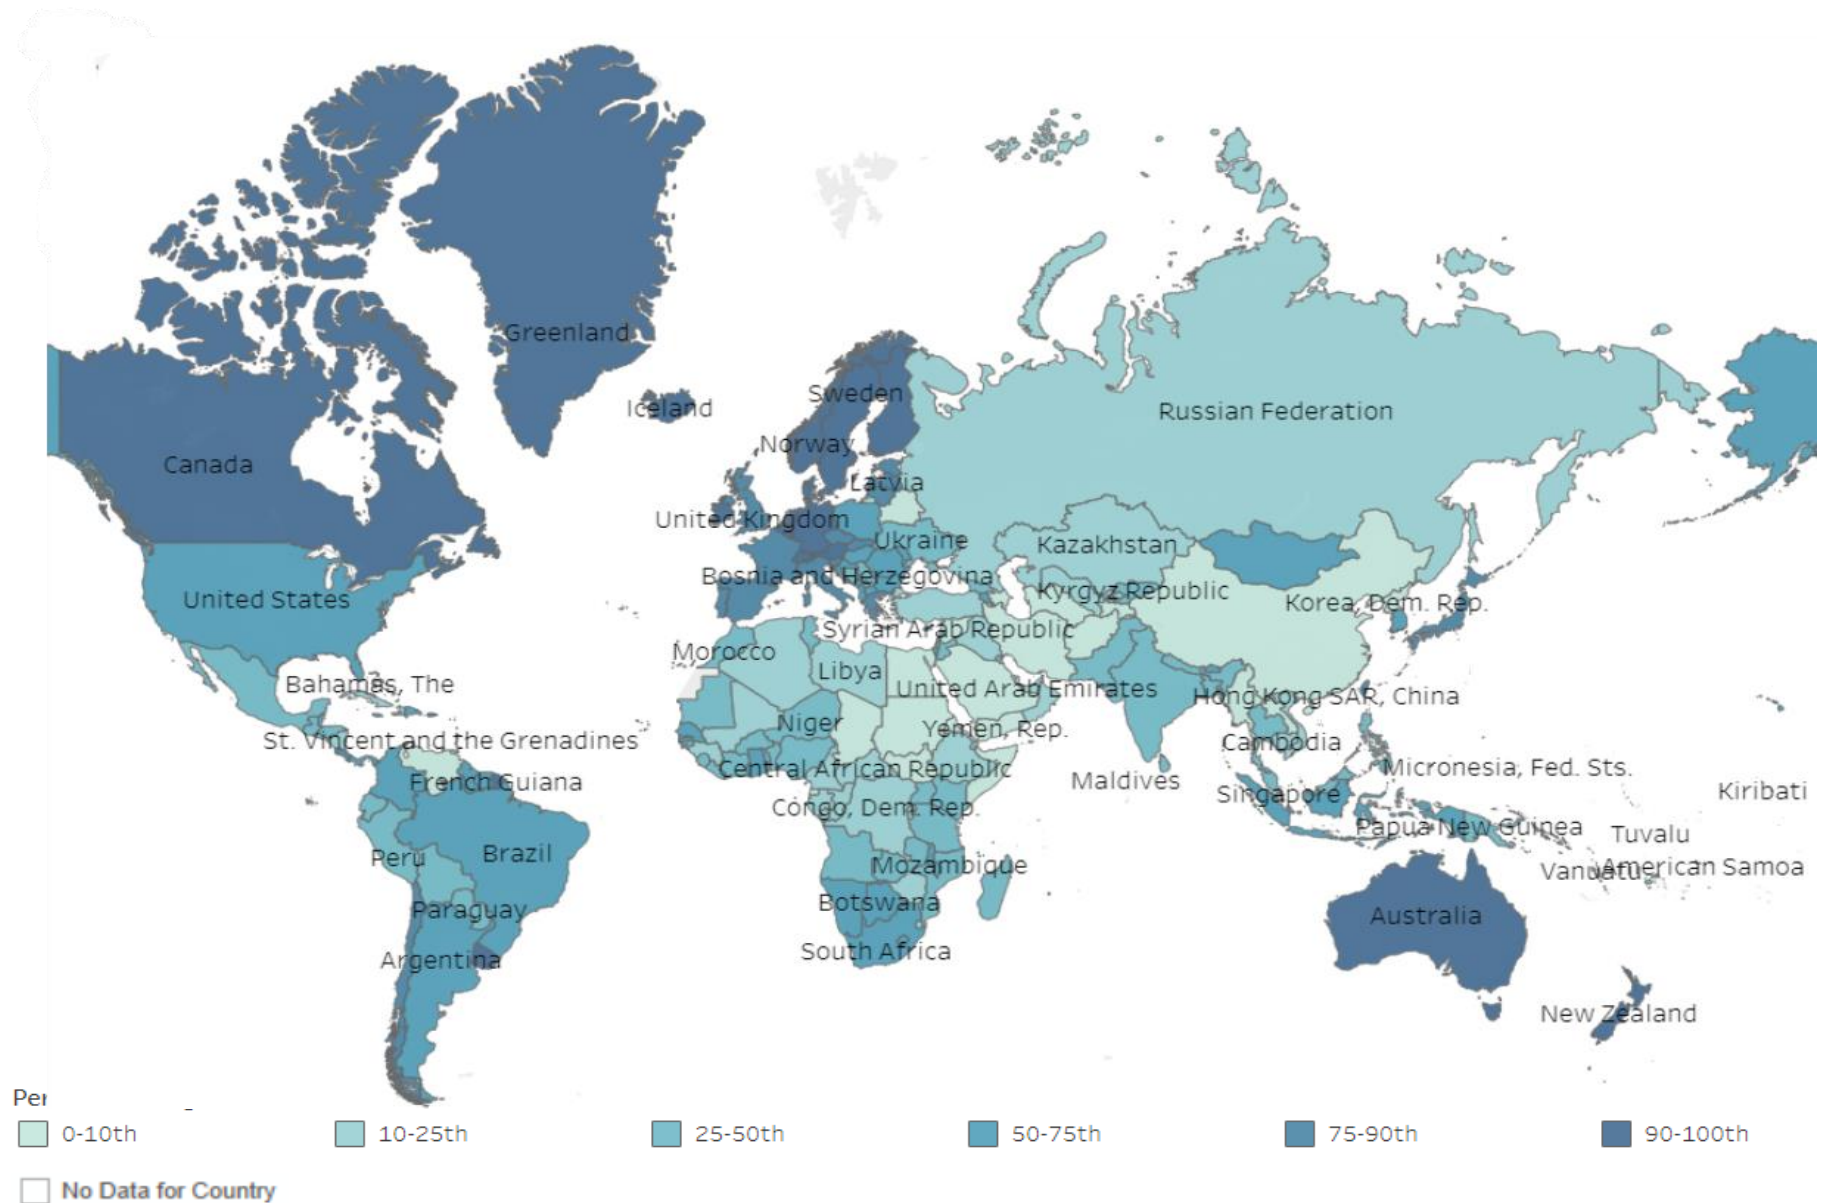 Greenland
Sweden
Iceland
Russian Federation
Norway
Canada
Latvia
United Kingdom
Ukraine
Kazakhstan
Bosnia and Herzegovina
Kyrgyz Republic
United States
Korea, Dem. Rep.
Syrian Arab Republic
Morocco
Libya
Bahamas, The
United Arab Emirates
Hong Kong SAR, China
Niger
Yemen, Rep.
St. Vincent and the Grenadines
Cambodia
Central African Republic
Micronesia, Fed. Sts.
French Guiana
Maldives
Singapore
Kiribati
Congo, Dem. Rep.
Papua New Guinea
Tuvalu
Peru
Brazil
Mozambique
Vanuatu
American Samoa
Botswana
Paraguay
Australia
South Africa
Argentina
New Zealand
Per
0-10th 10-25th 25-50th 50-75th 75-90th 90-100th
No Data for Country